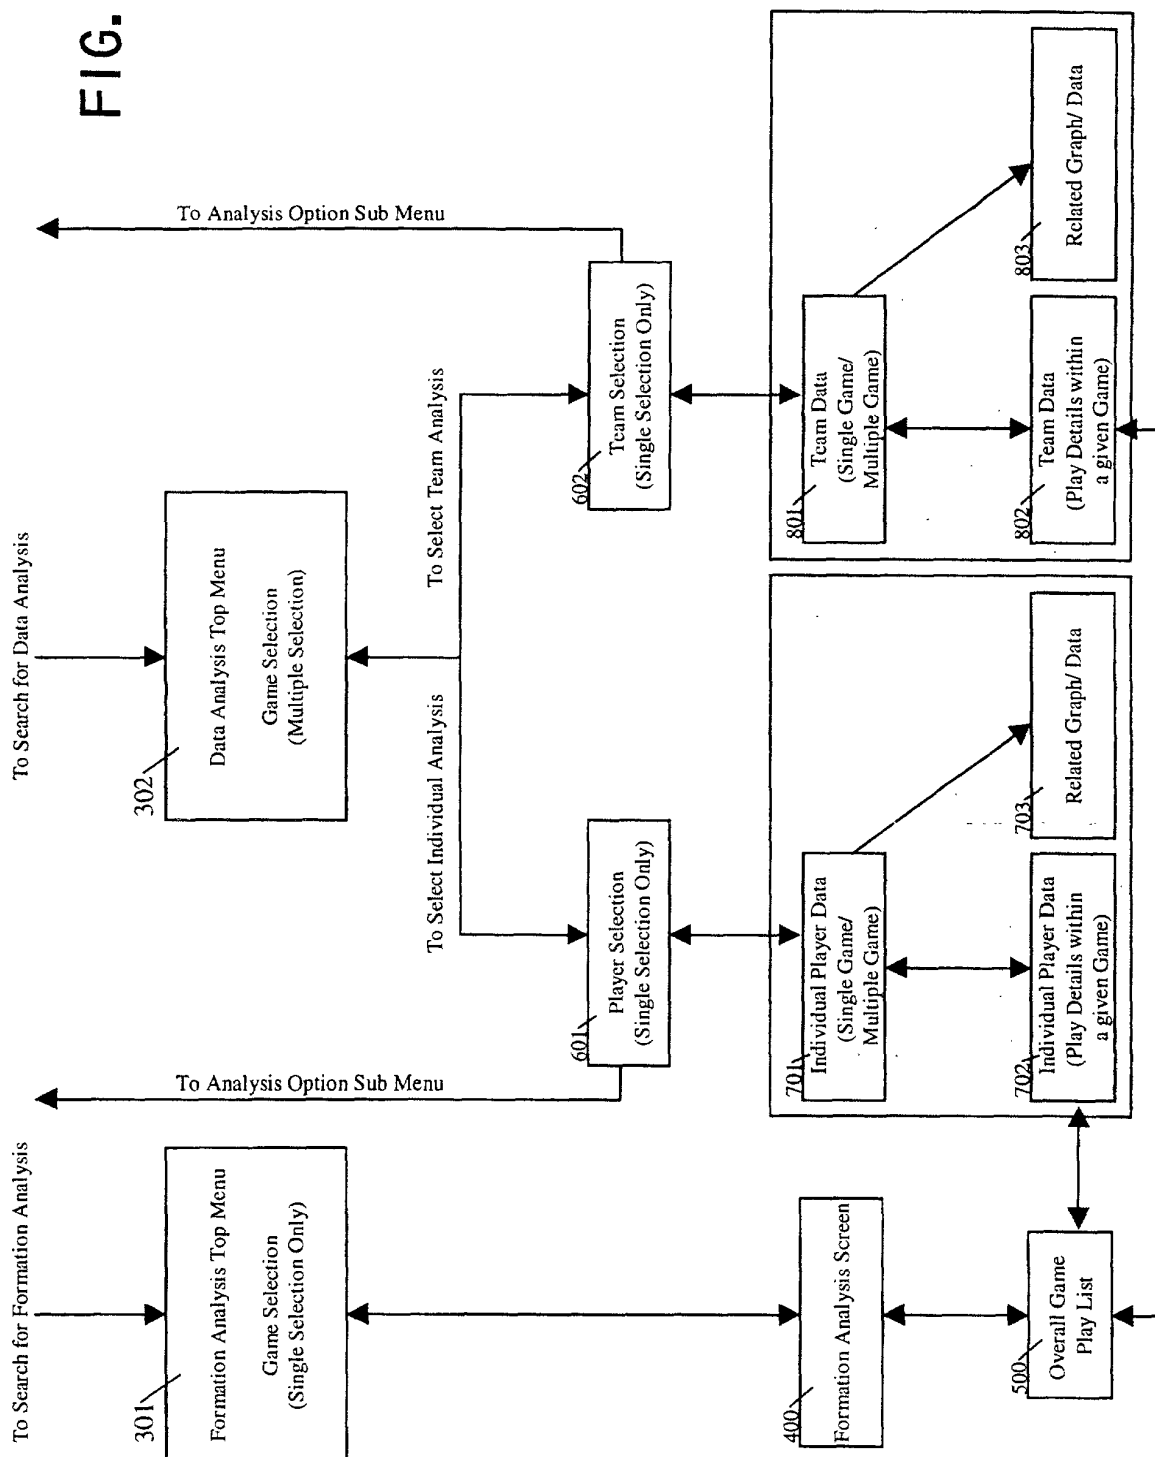 FIG.
To Search for Formation Analysis
301
Formation Analysis Top Menu
Game Selection
(Single Selection Only)
400
Formation Analysis Screen
500
Overall Game
Play List
To Search for Data Analysis
302
Data Analysis Top Menu
Game Selection
(Multiple Selection)
To Select Individual Analysis
To Select Team Analysis
To Analysis Option Sub Menu
601
Player Selection
(Single Selection Only)
To Analysis Option Sub Menu
602
Team Selection
(Single Selection Only)
701
Individual Player Data
(Single Game/
Multiple Game)
702
Individual Player Data
(Play Details within
a given Game)
703
Related Graph/ Data
801
Team Data
(Single Game/
Multiple Game)
802
Team Data
(Play Details within
a given Game)
803
Related Graph/ Data